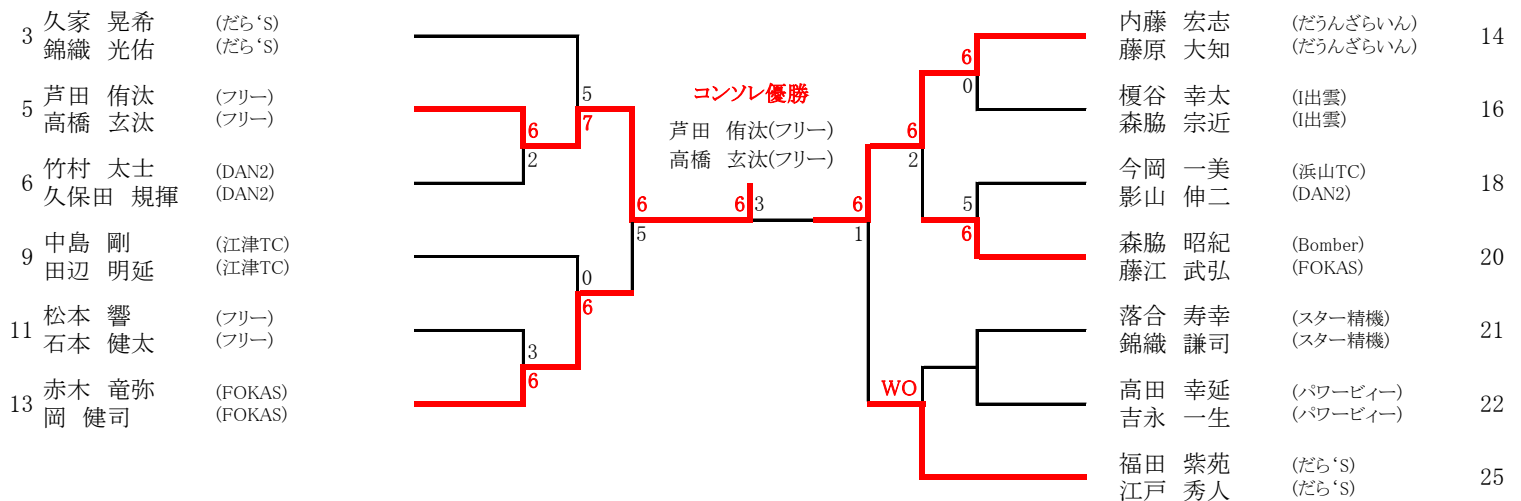 3 久家 晃希 (だら‘S)
錦織 光佑 (だら‘S)
5 芦田 侑汰 (フリー)
高橋 玄汰 (フリー)
6 竹村 太士 (DAN2)
久保田 規揮 (DAN2)
9 中島 剛 (江津TC)
田辺 明延 (江津TC)
11 松本 響 (フリー)
石本 健太 (フリー)
13 赤木 竜弥 (FOKAS)
岡 健司 (FOKAS)
5
7
6
2
6
5
0
6
3
6
コンソレ優勝
芦田 侑汰(フリー)
高橋 玄汰(フリー)
6 3
6
0
6
2
6
1
5
6
WO
内藤 宏志 (だうんざらいん) 14
藤原 大知 (だうんざらいん)
榎谷 幸太 (I出雲) 16
森脇 宗近 (I出雲)
今岡 一美 (浜山TC) 18
影山 伸二 (DAN2)
森脇 昭紀 (Bomber) 20
藤江 武弘 (FOKAS)
落合 寿幸 (スター精機) 21
錦織 謙司 (スター精機)
高田 幸延 (パワービィー) 22
吉永 一生 (パワービィー)
福田 紫苑 (だら‘S) 25
江戸 秀人 (だら‘S)